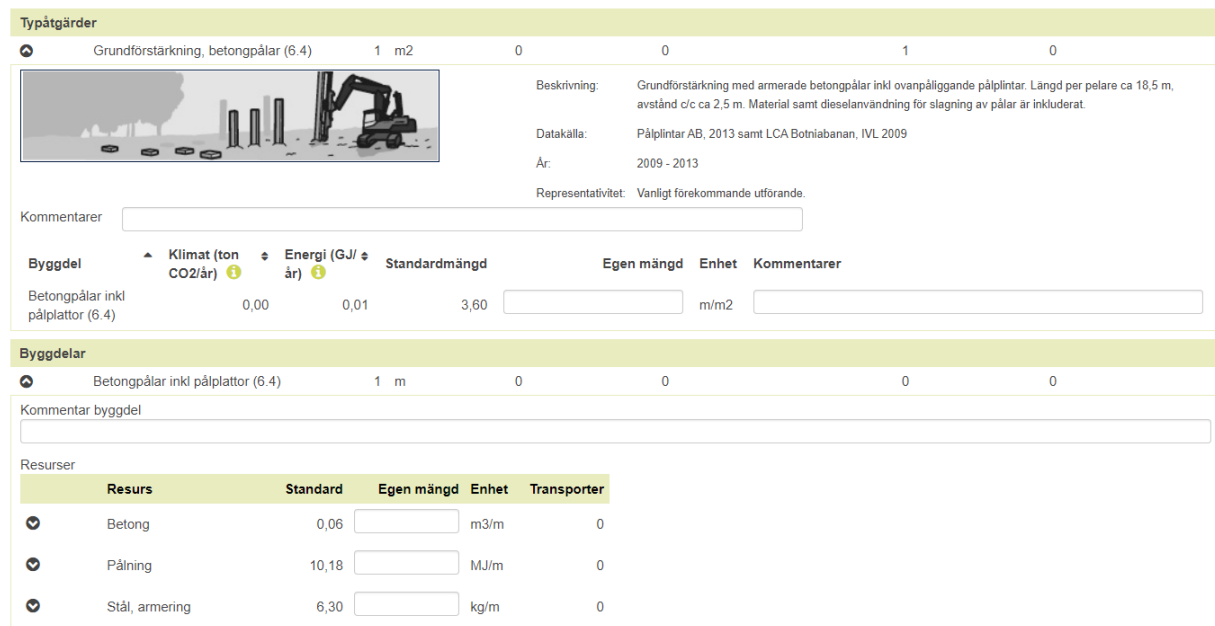 Typåtgärder
Grundförstärkning, betongpålar (6.4) 1 m2 0 0 1 0
Beskrivning: Grundförstärkning med armerade betongpålar inkl ovanpåliggande pålplintar. Längd per pelare ca 18,5 m,
avstånd c/c ca 2,5 m. Material samt dieselanvändning för slagning av pålar är inkluderat.
Datakälla: Pålplintar AB, 2013 samt LCA Botniabanan, IVL 2009
År: 2009 - 2013
Representativitet: Vanligt förekommande utförande.
Kommentarer
Byggdel Klimat (ton CO2/år) Energi (GJ/år) Standardmängd Egen mängd Enhet Kommentarer
Betongpålar inkl
pålplattor (6.4) 0,00 0,01 3,60 m/m2
Byggdelar
Betongpålar inkl pålplattor (6.4) 1 m 0 0 0 0
Kommentar byggdel
Resurser
Resurs Standard Egen mängd Enhet Transporter
Betong 0,06 m3/m 0
Pålning 10,18 MJ/m 0
Stål, armering 6,30 kg/m 0